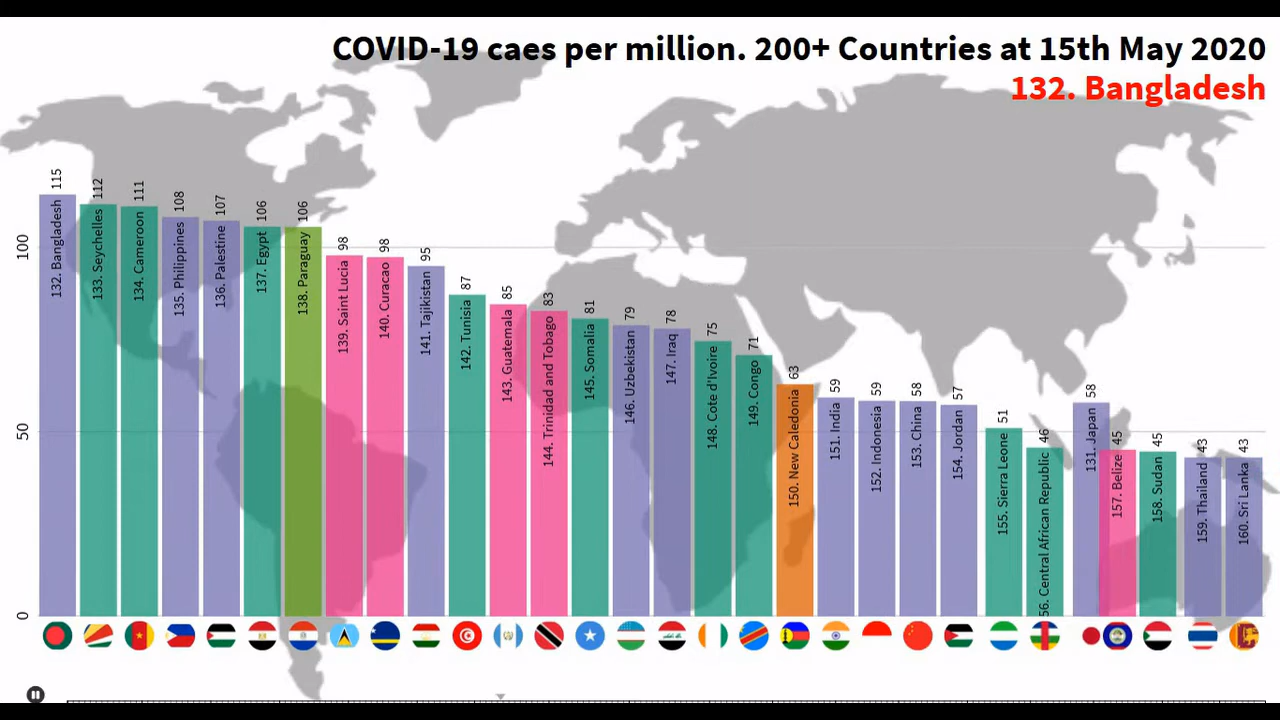 COVID-19 caes per million. 200+ Countries at 15th May 2020
132. Bangladesh
100
50
0
132. Bangladesh 115
133. Seychelles 112
134. Cameroon 111
135. Philippines 108
136. Palestine 107
137. Egypt 106
138. Paraguay 106
139. Saint Lucia 98
140. Curacao 98
141. Tajikistan 95
142. Tunisia 87
143. Guatemala 85
144. Trinidad and Tobago 83
145. Somalia 81
146. Uzbekistan 79
147. Iraq 78
148. Cote d'Ivoire 75
149. Congo 71
150. New Caledonia 63
151. India 59
152. Indonesia 59
153. China 58
154. Jordan 57
155. Sierra Leone 51
56. Central African Republic 46
131. Japan 58
157. Belize 45
158. Sudan 45
159. Thailand 43
160. Sri Lanka 43